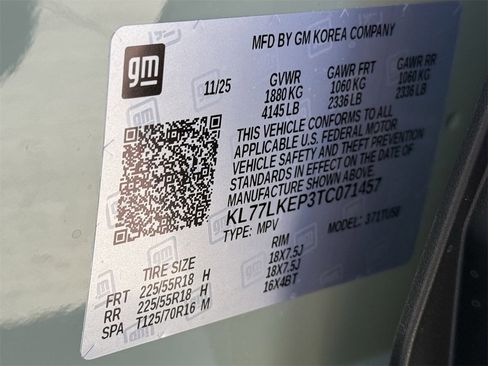 gm
MFD BY GM KOREA COMPANY
11/25
GVWR GAWR FRT GAWR RR
1880 KG 1060 KG 1060 KG
4145 LB 2336 LB 2336 LB
THIS VEHICLE CONFORMS TO ALL
APPLICABLE U.S. FEDERAL MOTOR
VEHICLE SAFETY AND THEFT PREVENTION
STANDARDS IN EFFECT ON THE DATE OF
MANUFACTURE SHOWN ABOVE.
KL77LKEP3TC071457
TYPE: MPV MODEL:
TIRE SIZE RIM
FRT 225/55R18 H 18X7.5J
RR 225/55R18 H 18X7.5J
SPA T125/70R16 M 16X4BT